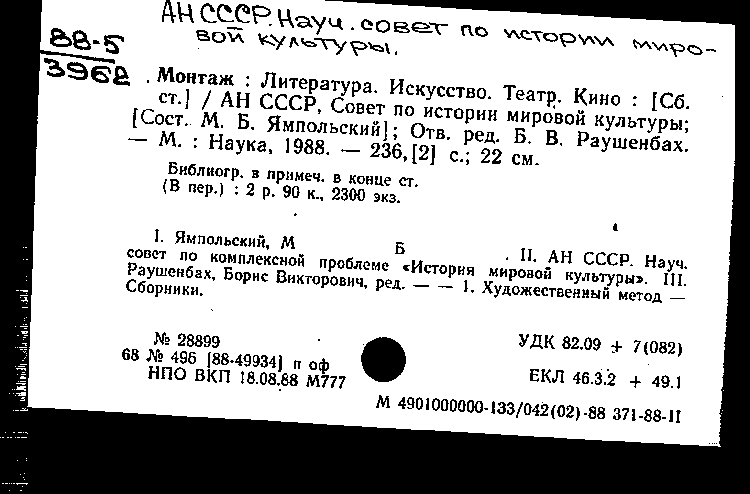 АН СССР. Науч. совет по истории миро-
вой культуры.
88-5
3962
. Монтаж : Литература. Искусство. Театр. Кино : [Сб.
ст.] / АН СССР, Совет по истории мировой культуры;
[Сост. М. Б. Ямпольский]; Отв. ред. Б. В. Раушенбах.
— М. : Наука, 1988. — 236,[2] с.; 22 см.
Библиогр. в примеч. в конце ст.
(В пер.) : 2 р. 90 к., 2300 экз.
I. Ямпольский, М Б . II. АН СССР. Науч.
совет по комплексной проблеме «История мировой культуры». III.
Раушенбах, Борис Викторович, ред. — — 1. Художественный метод —
Сборники.
№ 28899 УДК 82.09 + 7(082)
68 № 496 [88-49934] п оф
НПО ВКП 18.08.88 М777 ЕКЛ 46.3.2 + 49.1
М 4901000000-133/042(02)-88 371-88-II